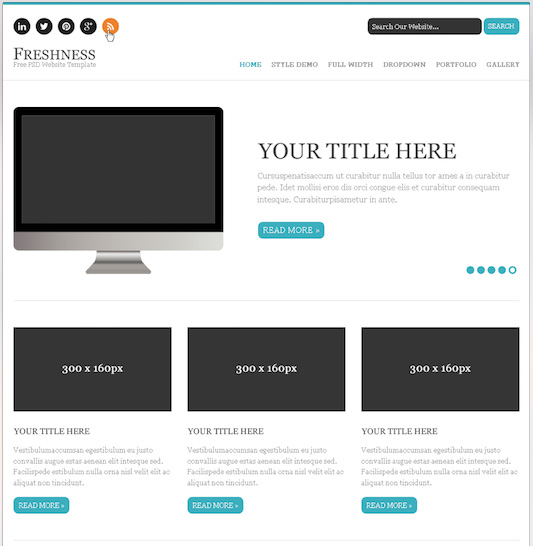 in g+
Search Our Website... SEARCH
FRESHNESS
Free PSD Website Template
HOME STYLE DEMO FULL WIDTH DROPDOWN PORTFOLIO GALLERY
YOUR TITLE HERE
Cursuspenatisaccum ut curabitur nulla tellus tor ames a in curabitur
pede. Idet mollisi eros dis orci congue elis et curabitur consequam
intesque. Curabiturpisametur in ante.
READ MORE »
300 x 160px
YOUR TITLE HERE
Vestibulumaccumsan egestibulum eu justo
convallis augue estas aenean elit intesque sed.
Facilispede estibulum nulla orna nisl velit elit ac
aliquat non tincidunt.
READ MORE »
300 x 160px
YOUR TITLE HERE
Vestibulumaccumsan egestibulum eu justo
convallis augue estas aenean elit intesque sed.
Facilispede estibulum nulla orna nisl velit elit ac
aliquat non tincidunt.
READ MORE »
300 x 160px
YOUR TITLE HERE
Vestibulumaccumsan egestibulum eu justo
convallis augue estas aenean elit intesque sed.
Facilispede estibulum nulla orna nisl velit elit ac
aliquat non tincidunt.
READ MORE »